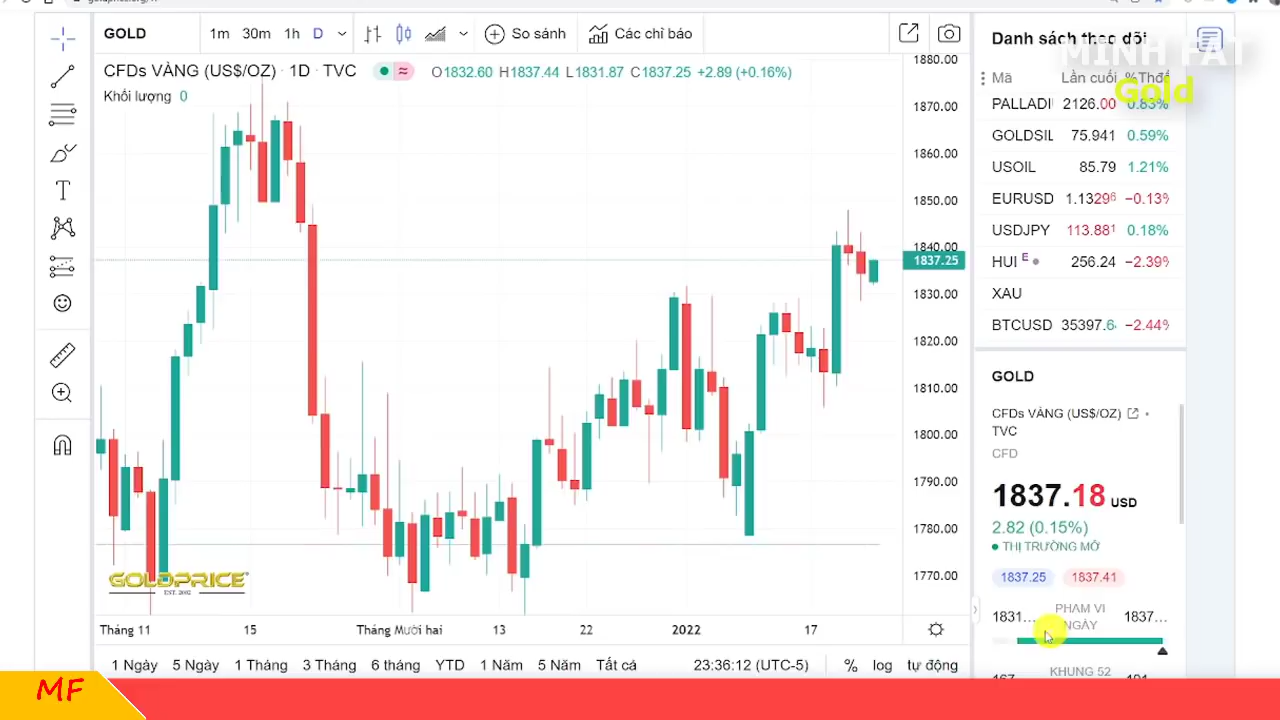 GOLD 1m 30m 1h D So sánh Các chỉ báo
CFDs VÀNG (US$/OZ) · 1D · TVC O1832.60 H1837.44 L1831.87 C1837.25 +2.89 (+0.16%)
Khối lượng 0
1880.00
1870.00
1860.00
1850.00
1840.00
1837.25
1830.00
1820.00
1810.00
1800.00
1790.00
1780.00
1770.00
GOLDPRICE
EST. 2002
Tháng 11 15 Tháng Mười hai 13 22 2022 17
1 Ngày 5 Ngày 1 Tháng 3 Tháng 6 tháng YTD 1 Năm 5 Năm Tất cả 23:36:12 (UTC-5) % log tự động
Danh sách theo dõi
MINH FAT
Gold
Mã Lần cuối
PALLADI 2126.00 0.83%
GOLDSIL 75.941 0.59%
USOIL 85.79 1.21%
EURUSD 1.13296 −0.13%
USDJPY 113.881 0.18%
HUI E 256.24 −2.39%
XAU
BTCUSD 35397.6 −2.44%
GOLD
CFDs VÀNG (US$/OZ)
TVC
CFD
1837.18 USD
2.82 (0.15%)
THỊ TRƯỜNG MỞ
1837.25 1837.41
1831... PHẠM VI NGÀY 1837...
KHUNG 52
MF